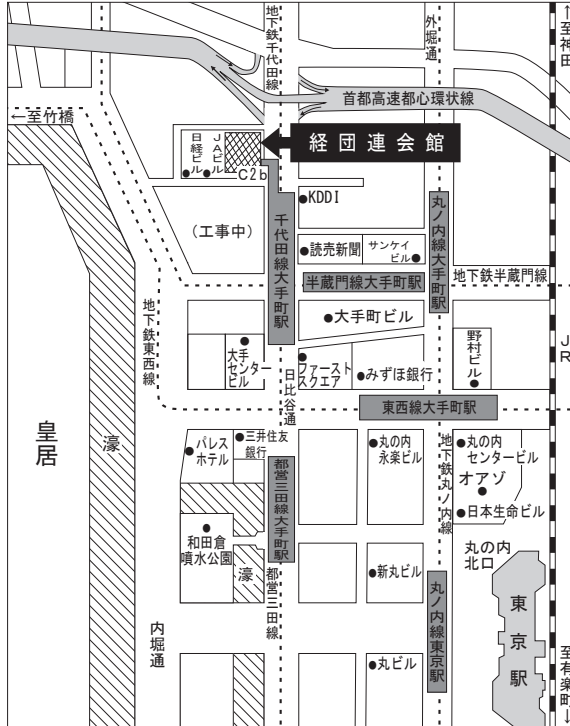 地下鉄千代田線
外堀通
↑至神田
首都高速都心環状線
←至竹橋
日経ビル
JAビル
経団連会館
C2b
KDDI
千代田線大手町駅
丸ノ内線大手町駅
(工事中)
読売新聞
サンケイ
ビル
半蔵門線大手町駅
地下鉄半蔵門線
地下鉄東西線
大手町ビル
大手
センター
ビル
日比谷通
ファースト
スクエア
みずほ銀行
野村ビル
JR
東西線大手町駅
皇居
濠
パレス
ホテル
三井住友
銀行
都営三田線大手町駅
丸の内
永楽ビル
地下鉄丸ノ内線
丸の内
センタービル
オアゾ
日本生命ビル
和田倉
噴水公園
濠
都営三田線
新丸ビル
丸の内
北口
丸ノ内線東京駅
東京駅
内堀通
丸ビル
至有楽町↓